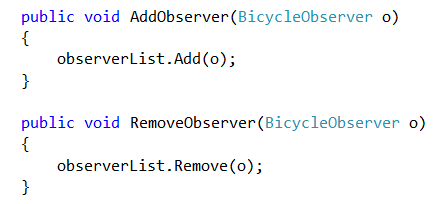 public void AddObserver(BicycleObserver o)
{
    observerList.Add(o);
}
public void RemoveObserver(BicycleObserver o)
{
    observerList.Remove(o);
}